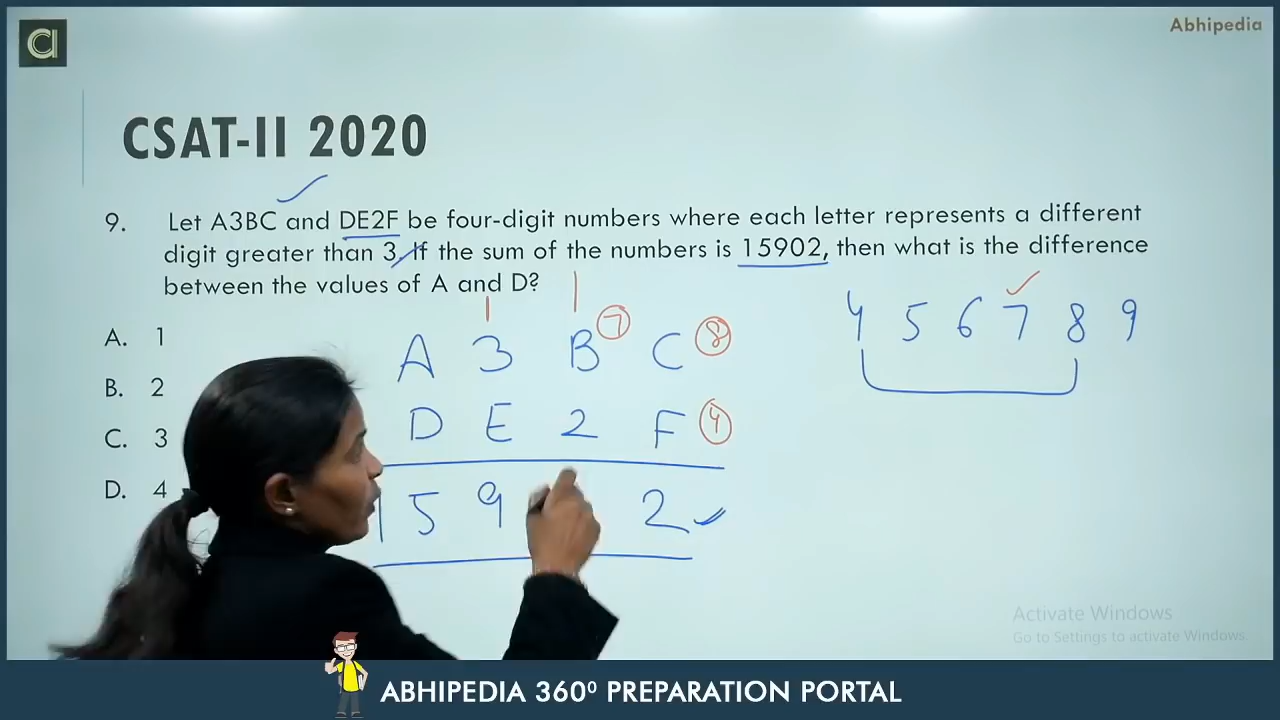 Abhipedia
CSAT-II 2020
9. Let A3BC and DE2F be four-digit numbers where each letter represents a different
digit greater than 3. If the sum of the numbers is 15902, then what is the difference
between the values of A and D?
A. 1
B. 2
C. 3
D. 4
1 1
A 3 B 7 C 8
D E 2 F 4
1 5 9 2
4 5 6 7 8 9
Activate Windows
Go to Settings to activate Windows.
ABHIPEDIA 360⁰ PREPARATION PORTAL